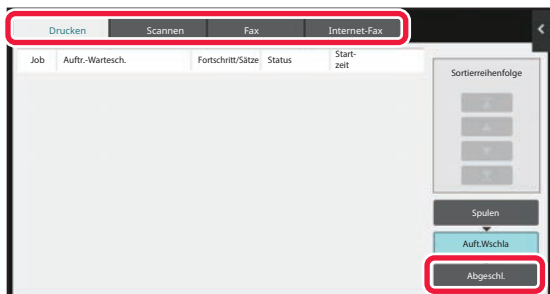 Drucken Scannen Fax Internet-Fax
Job Auftr.-Wartesch. Fortschritt/Sätze Status Start-
zeit
Sortierreihenfolge
Spulen
Auft.Wschla
Abgeschl.